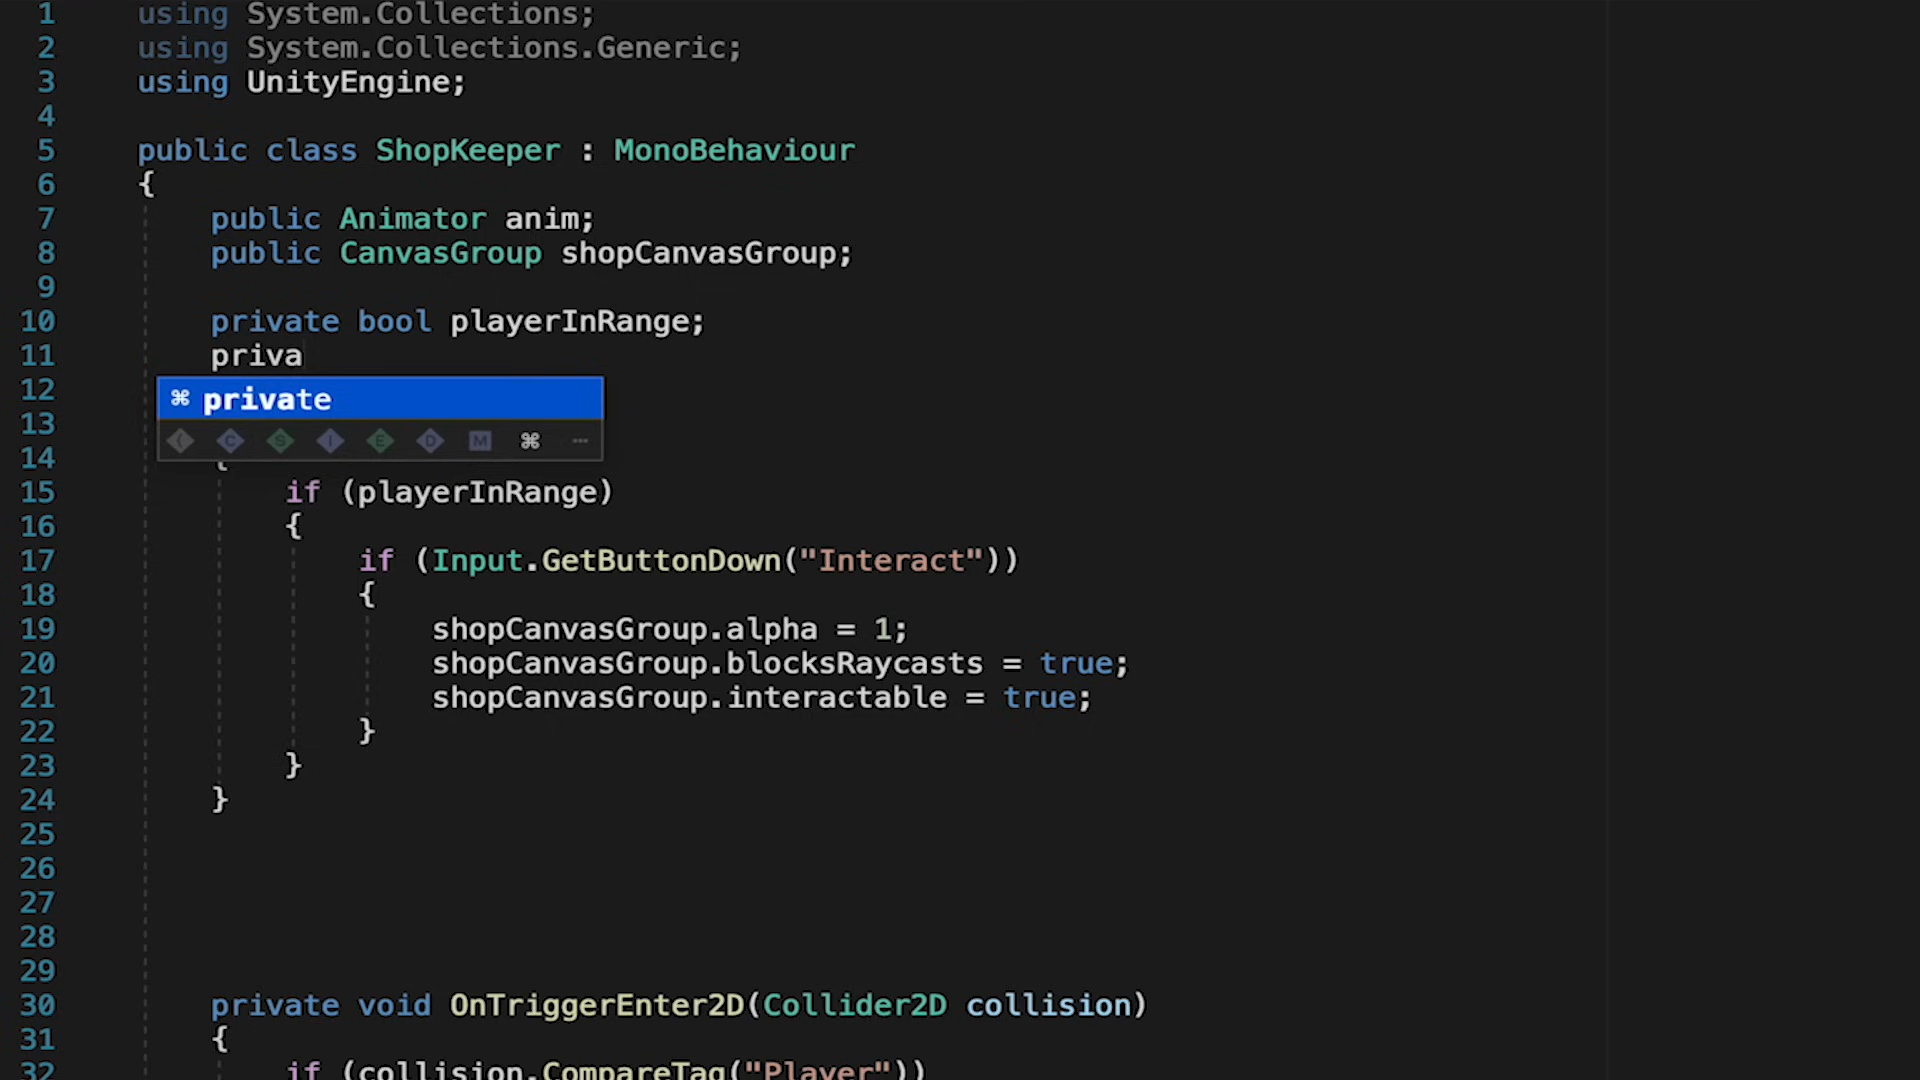 1 using System.Collections;
2 using System.Collections.Generic;
3 using UnityEngine;
4
5 public class ShopKeeper : MonoBehaviour
6 {
7 public Animator anim;
8 public CanvasGroup shopCanvasGroup;
9
10 private bool playerInRange;
11 priva
12 ⌘ private
13 C S I E D M ⌘ ...
14 {
15 if (playerInRange)
16 {
17 if (Input.GetButtonDown("Interact"))
18 {
19 shopCanvasGroup.alpha = 1;
20 shopCanvasGroup.blocksRaycasts = true;
21 shopCanvasGroup.interactable = true;
22 }
23 }
24 }
25
26
27
28
29
30 private void OnTriggerEnter2D(Collider2D collision)
31 {
32 if (collision.CompareTag("Player"))